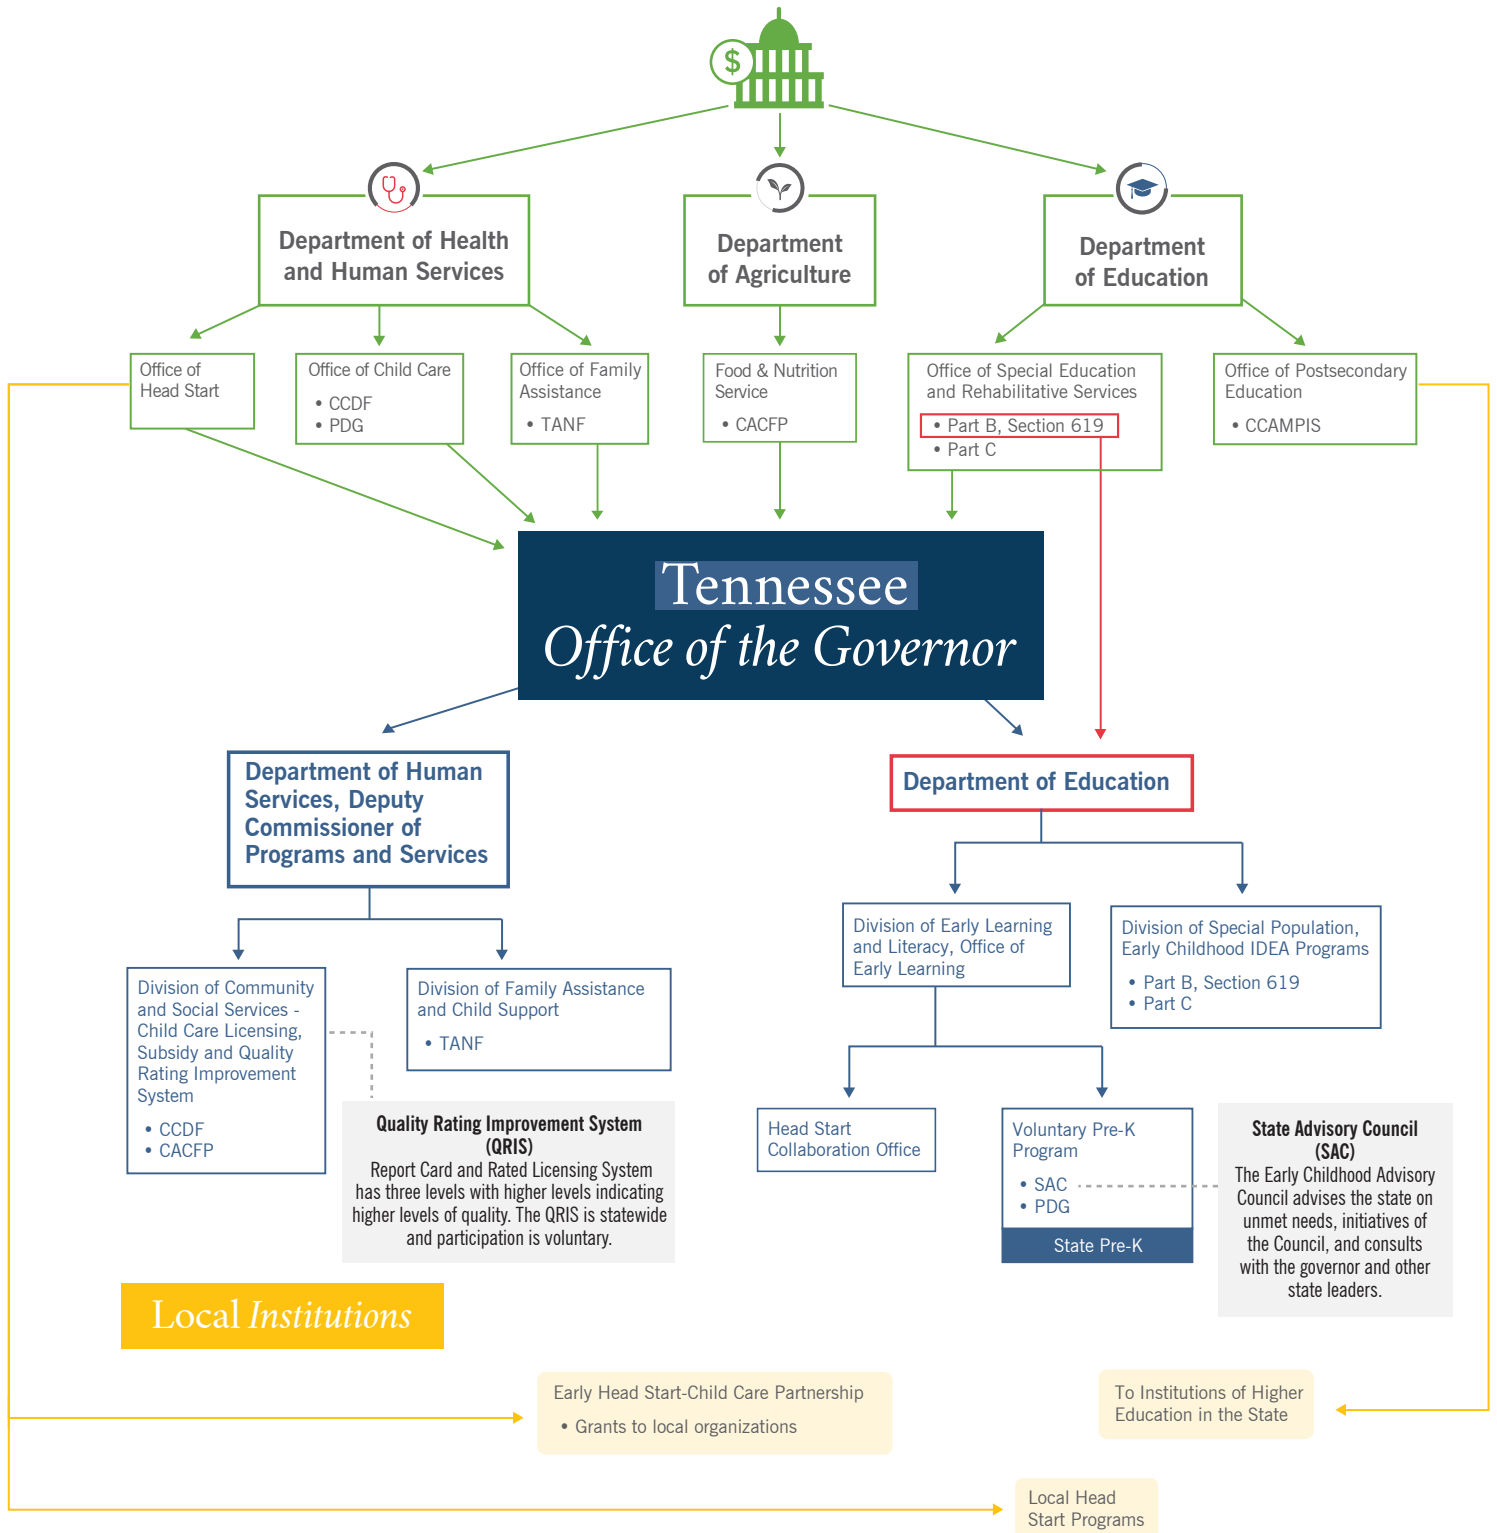 $
Department of Health
and Human Services
Department
of Agriculture
Department
of Education
Office of
Head Start
Office of Child Care
• CCDF
• PDG
Office of Family
Assistance
• TANF
Food & Nutrition
Service
• CACFP
Office of Special Education
and Rehabilitative Services
• Part B, Section 619
• Part C
Office of Postsecondary
Education
• CCAMPIS
Tennessee
Office of the Governor
Department of Human
Services, Deputy
Commissioner of
Programs and Services
Department of Education
Division of Community
and Social Services -
Child Care Licensing,
Subsidy and Quality
Rating Improvement
System
• CCDF
• CACFP
Division of Family Assistance
and Child Support
• TANF
Quality Rating Improvement System
(QRIS)
Report Card and Rated Licensing System
has three levels with higher levels indicating
higher levels of quality. The QRIS is statewide
and participation is voluntary.
Division of Early Learning
and Literacy, Office of
Early Learning
Division of Special Population,
Early Childhood IDEA Programs
• Part B, Section 619
• Part C
Head Start
Collaboration Office
Voluntary Pre-K
Program
• SAC
• PDG
State Pre-K
State Advisory Council
(SAC)
The Early Childhood Advisory
Council advises the state on
unmet needs, initiatives of
the Council, and consults
with the governor and other
state leaders.
Local Institutions
Early Head Start-Child Care Partnership
• Grants to local organizations
To Institutions of Higher
Education in the State
Local Head
Start Programs